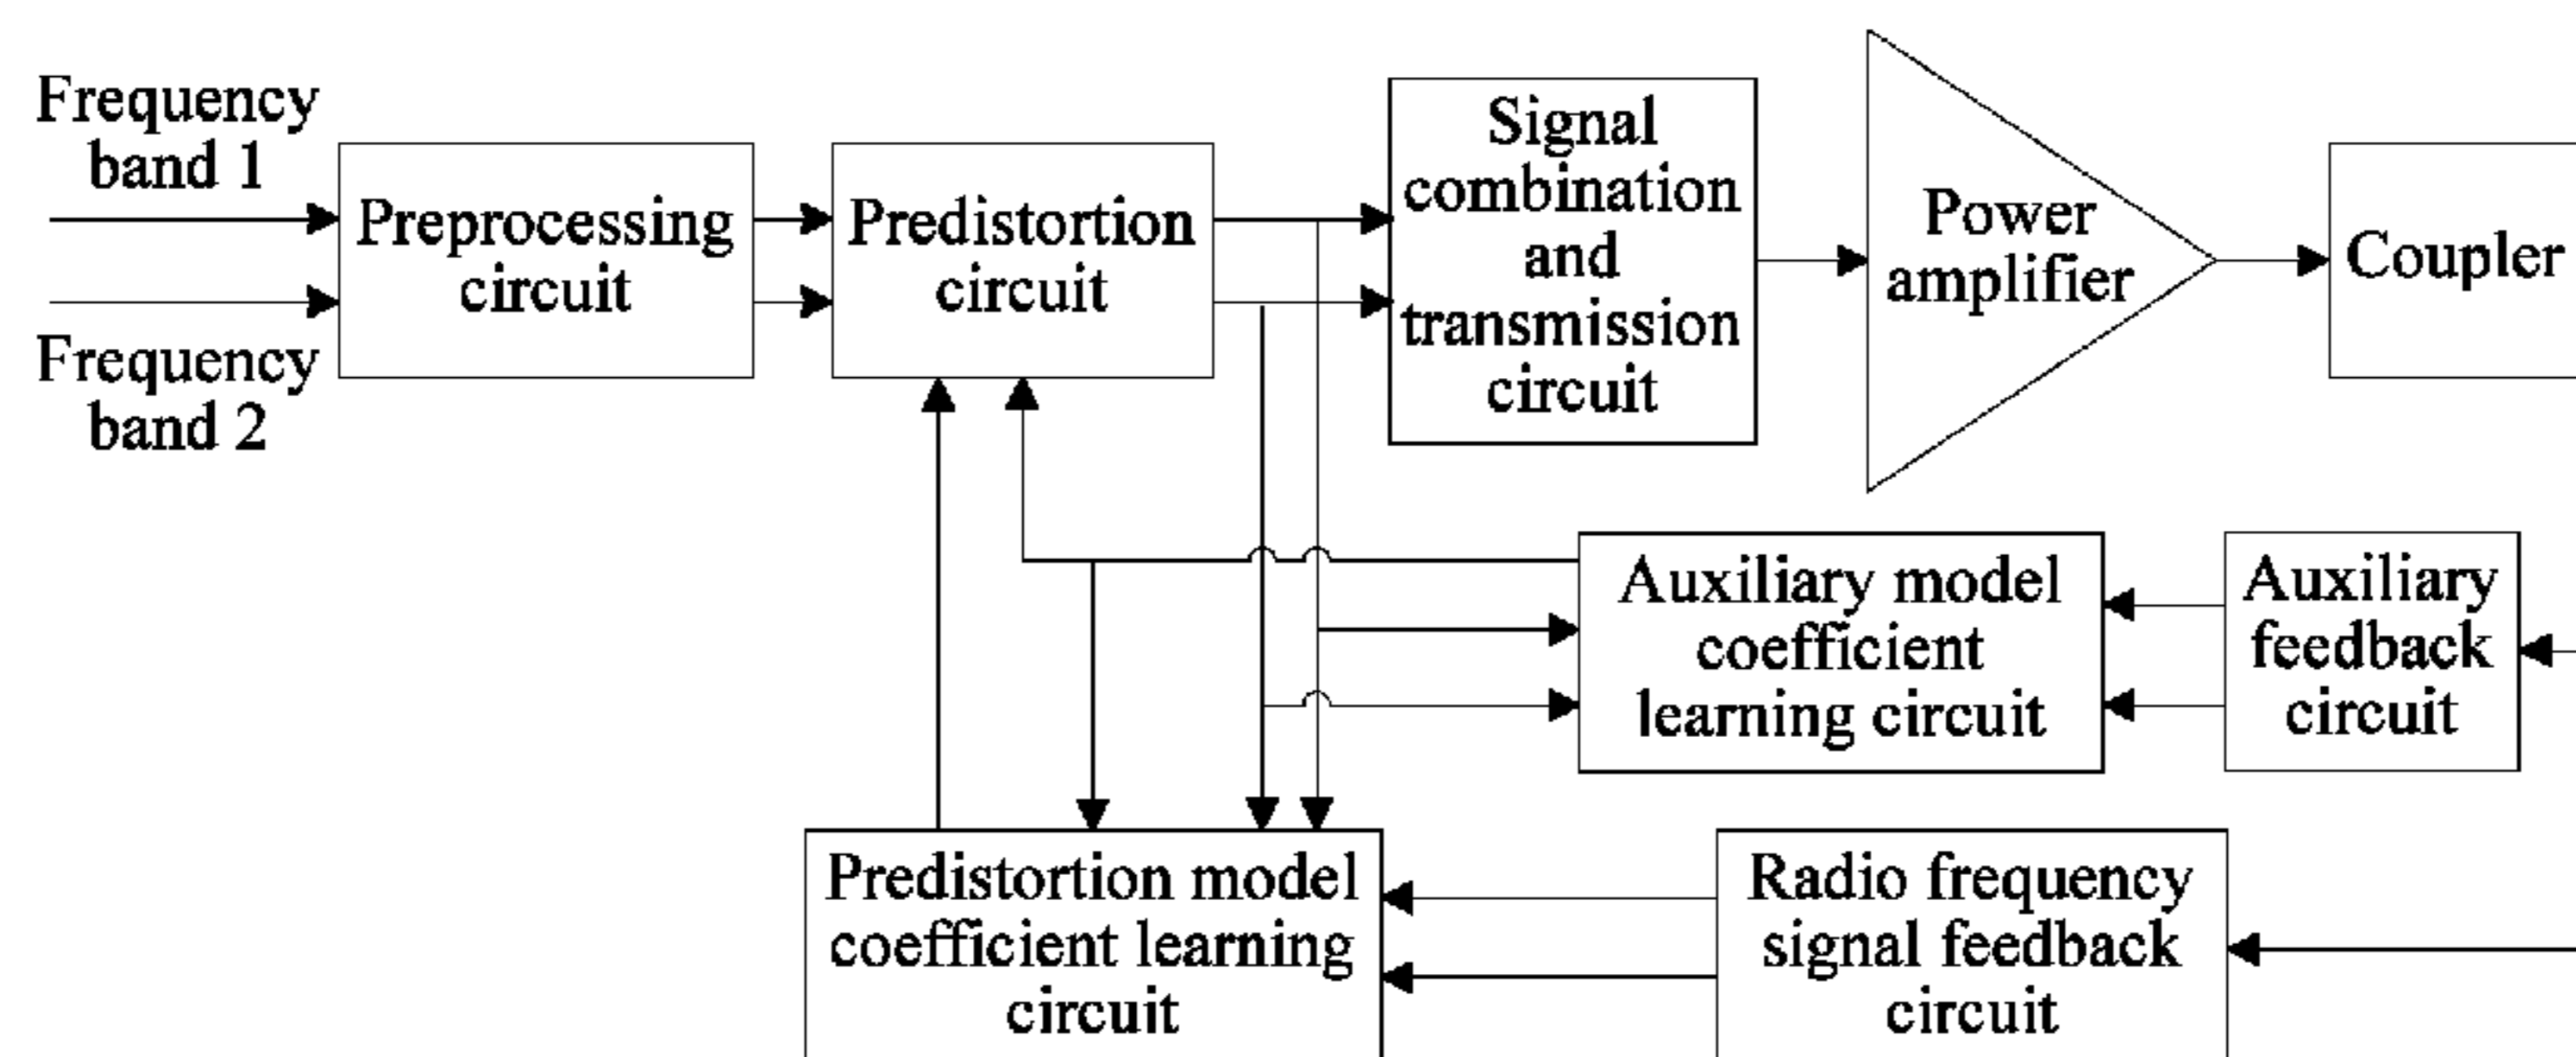 Frequency
band 1
Frequency
band 2
Preprocessing
circuit
Predistortion
circuit
Signal
combination
and
transmission
circuit
Power
amplifier
Coupler
Auxiliary model
coefficient
learning circuit
Auxiliary
feedback
circuit
Predistortion model
coefficient learning
circuit
Radio frequency
signal feedback
circuit